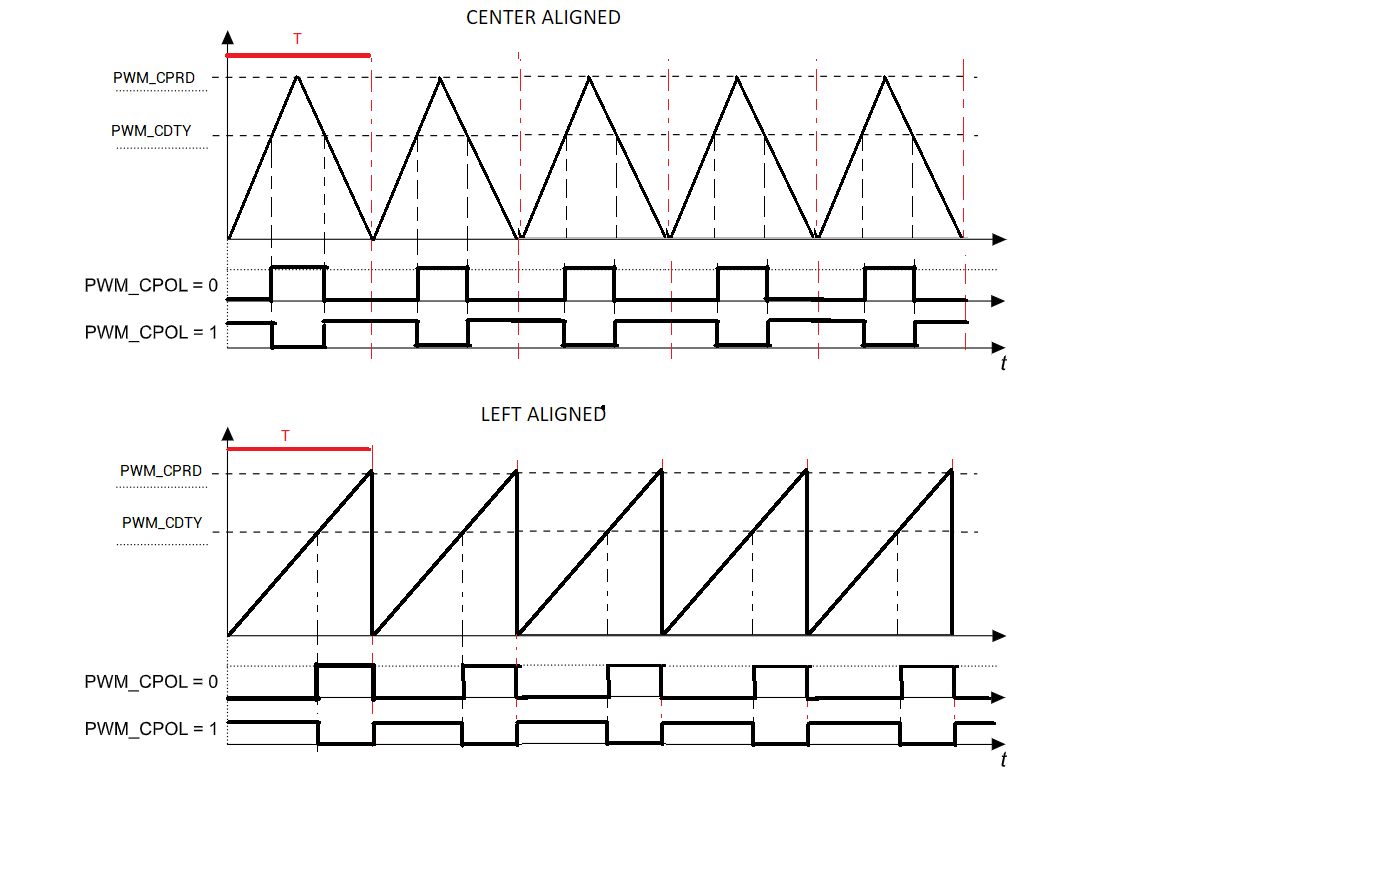 CENTER ALIGNED
T
PWM_CPRD
PWM_CDTY
PWM_CPOL = 0
PWM_CPOL = 1
t
LEFT ALIGNED
T
PWM_CPRD
PWM_CDTY
PWM_CPOL = 0
PWM_CPOL = 1
t